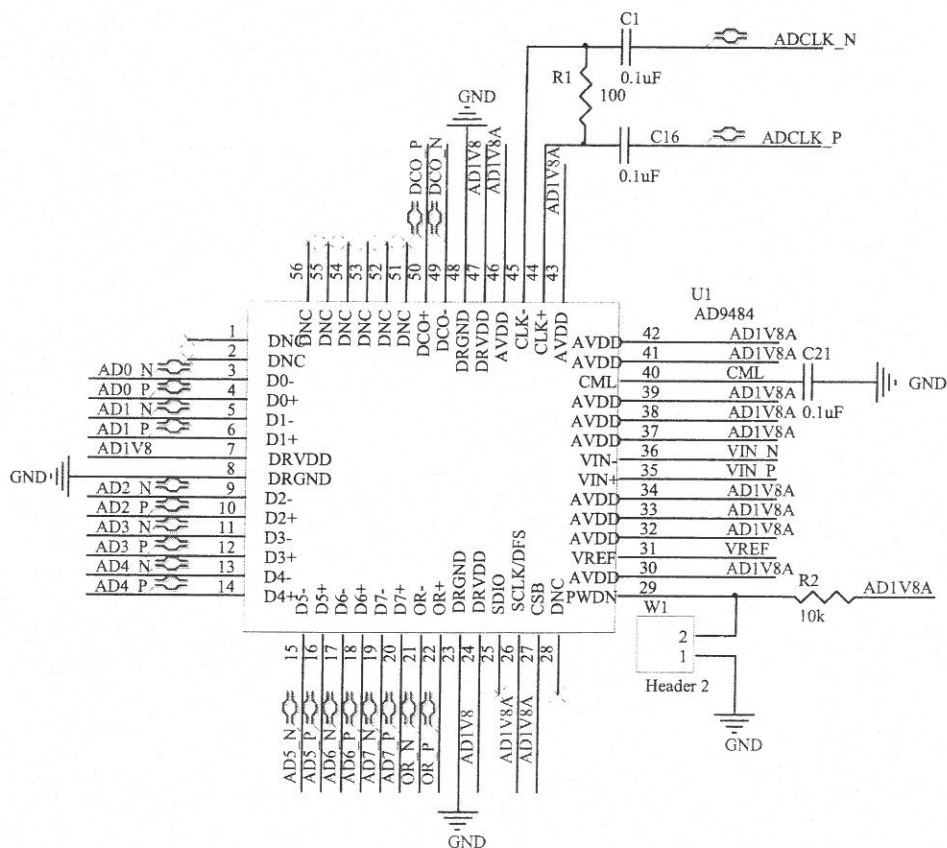 C1
ADCLK_N
R1
0.1uF
100
GND
C16
ADCLK_P
0.1uF
DCO_P
DCO_N
AD1V8
AD1V8A
AD1V8A
56
55
54
53
52
51
50
49
48
47
46
45
44
43
DNC
DNC
DNC
DNC
DNC
DNC
DCO+
DCO-
DRGND
DRVDD
AVDD
CLK-
CLK+
AVDD
U1
AD9484
1 DNC
2 DNC
AD0_N 3 D0-
AD0_P 4 D0+
AD1_N 5 D1-
AD1_P 6 D1+
AD1V8 7 DRVDD
GND 8 DRGND
AD2_N 9 D2-
AD2_P 10 D2+
AD3_N 11 D3-
AD3_P 12 D3+
AD4_N 13 D4-
AD4_P 14 D4+
AVDD 42 AD1V8A
AVDD 41 AD1V8A C21
CML 40 CML GND
AVDD 39 AD1V8A
0.1uF
AVDD 38 AD1V8A
AVDD 37 AD1V8A
VIN- 36 VIN_N
VIN+ 35 VIN_P
AVDD 34 AD1V8A
AVDD 33 AD1V8A
AVDD 32 AD1V8A
VREF 31 VREF
AVDD 30 AD1V8A
PWDN 29
R2
AD1V8A
10k
W1
2
1
Header 2
GND
D5-
D5+
D6-
D6+
D7-
D7+
OR-
OR+
DRGND
DRVDD
SDIO
SCLK/DFS
CSB
DNC
15
16
17
18
19
20
21
22
23
24
25
26
27
28
AD5_N
AD5_P
AD6_N
AD6_P
AD7_N
AD7_P
OR_N
OR_P
AD1V8
AD1V8A
AD1V8A
GND